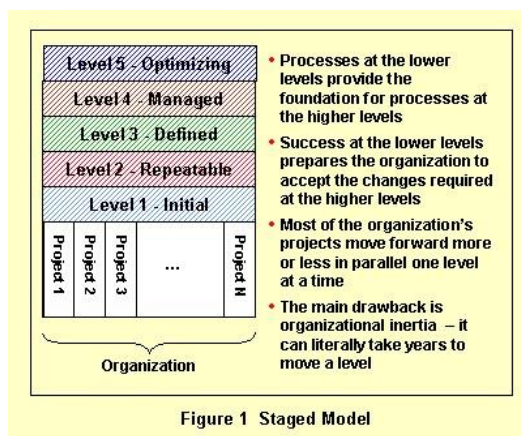 Level 5 - Optimizing
Level 4 - Managed
Level 3 - Defined
Level 2 - Repeatable
Level 1 - Initial
Project 1
Project 2
Project 3
...
Project N
Organization
• Processes at the lower
levels provide the
foundation for processes at
the higher levels
• Success at the lower levels
prepares the organization to
accept the changes required
at the higher levels
• Most of the organization's
projects move forward more
or less in parallel one level
at a time
• The main drawback is
organizational inertia – it
can literally take years to
move a level
Figure 1 Staged Model